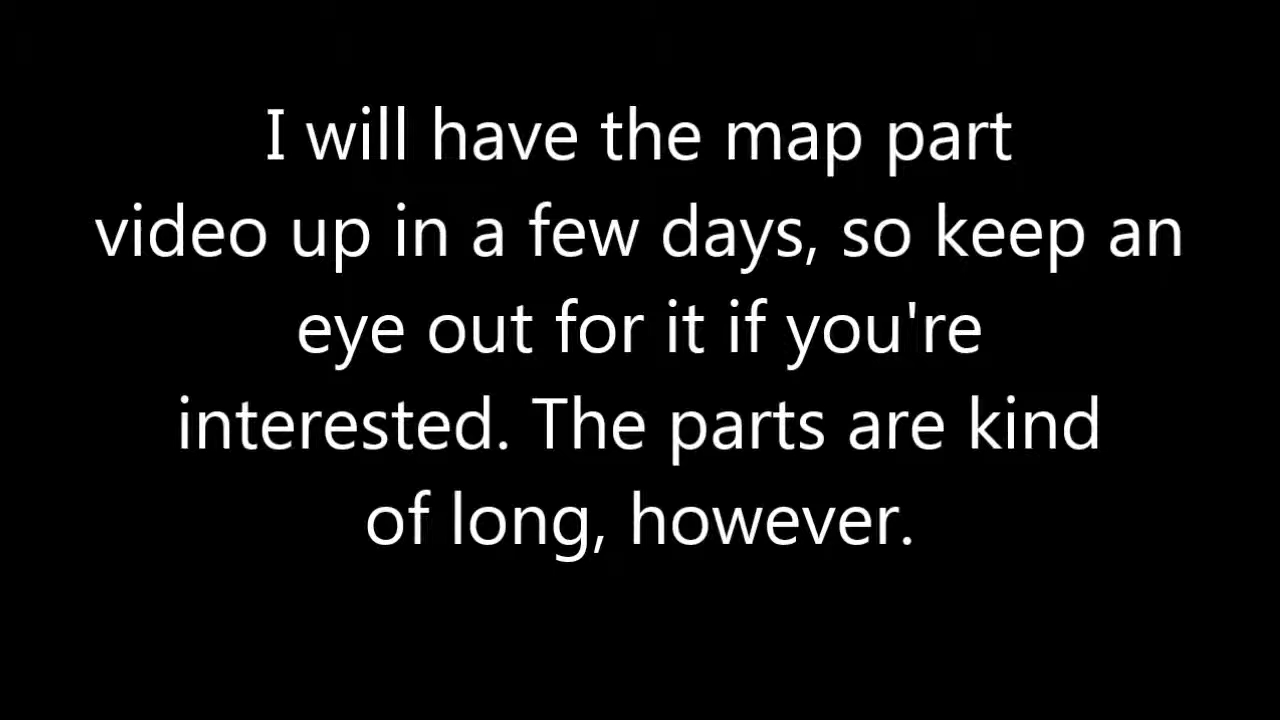 I will have the map part
video up in a few days, so keep an
eye out for it if you're
interested. The parts are kind
of long, however.